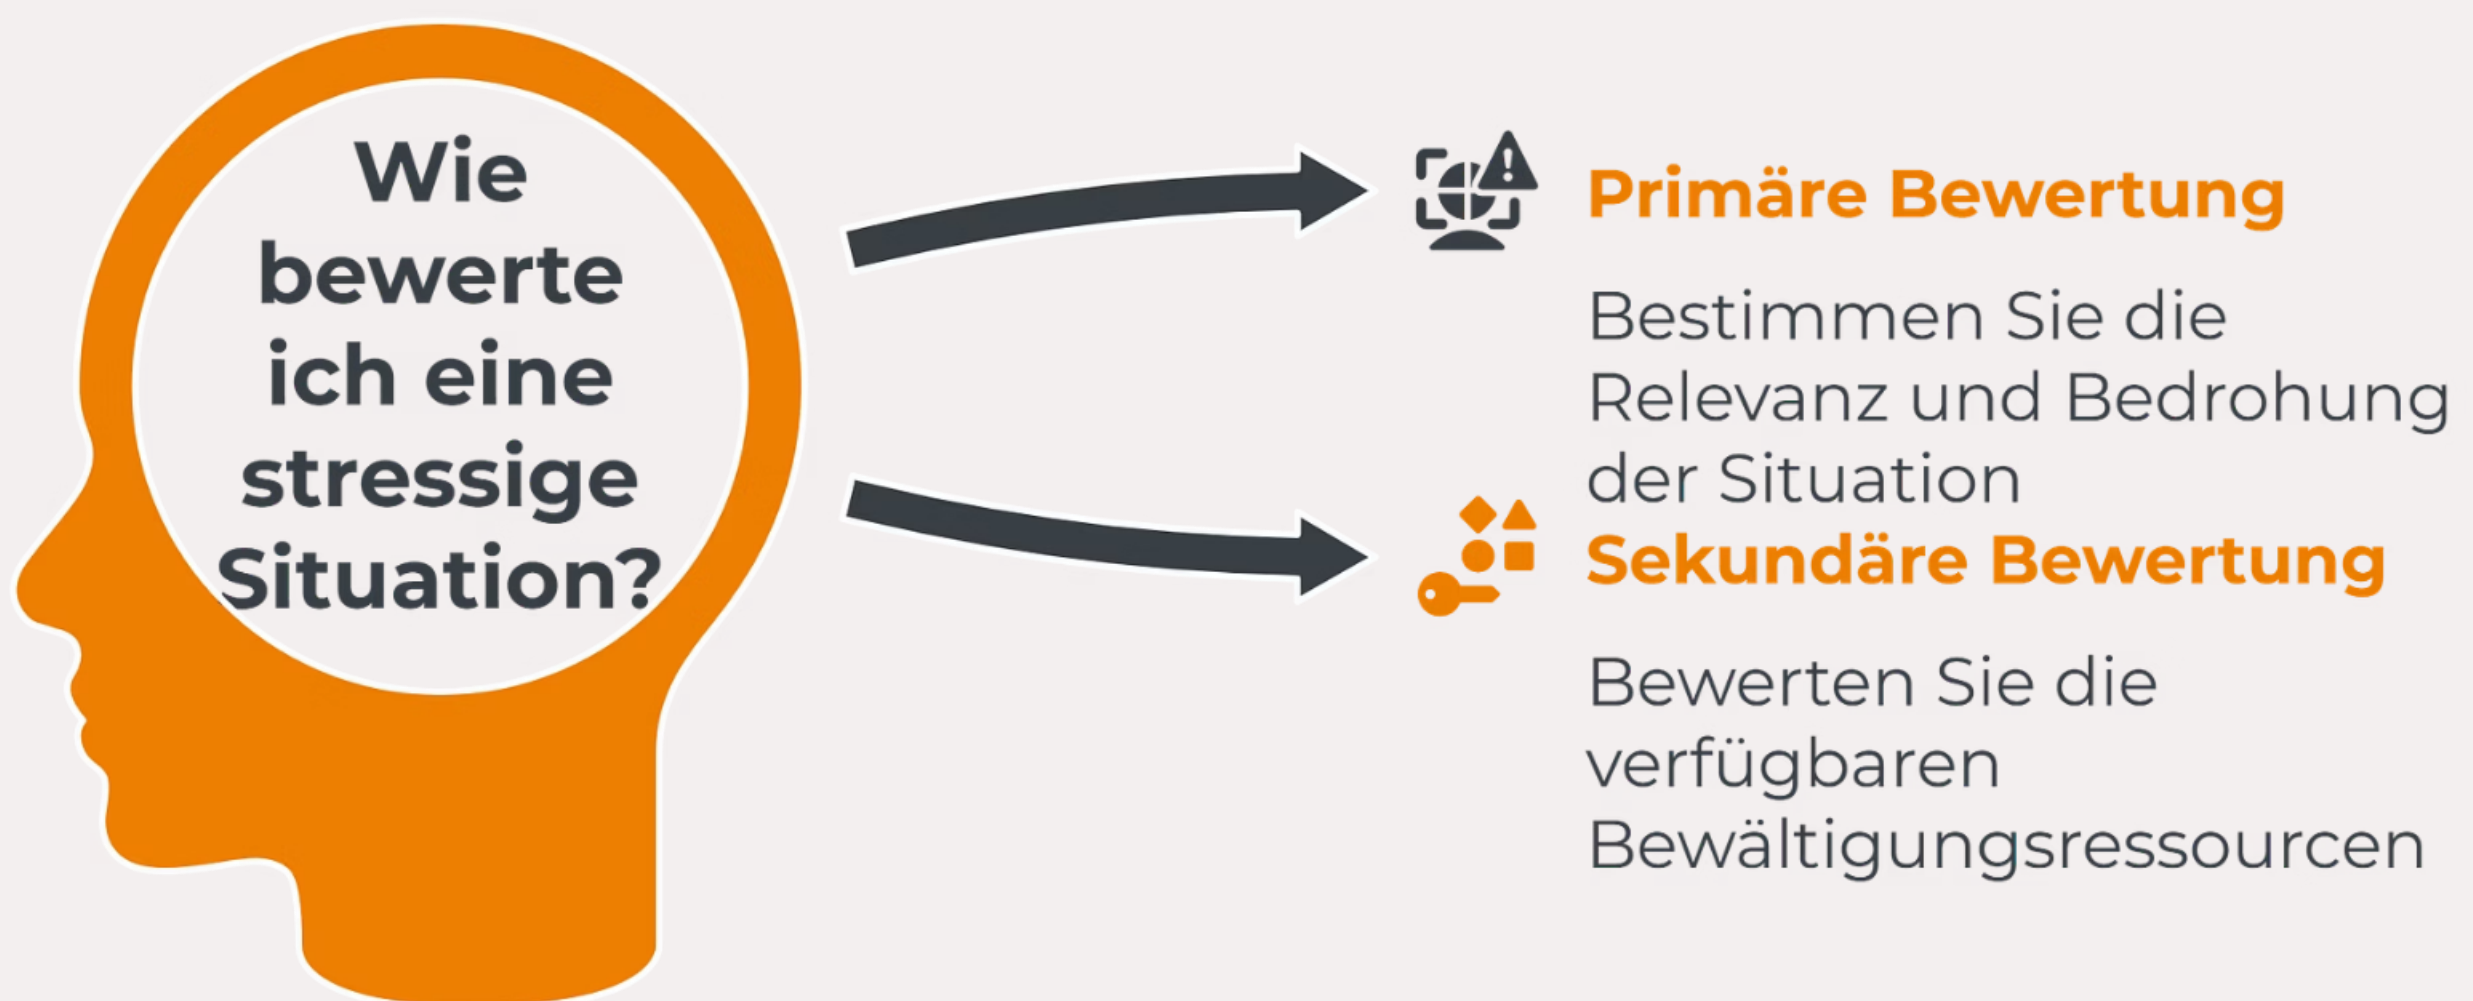 Wie
bewerte
ich eine
stressige
Situation?
Primäre Bewertung
Bestimmen Sie die
Relevanz und Bedrohung
der Situation
Sekundäre Bewertung
Bewerten Sie die
verfügbaren
Bewältigungsressourcen